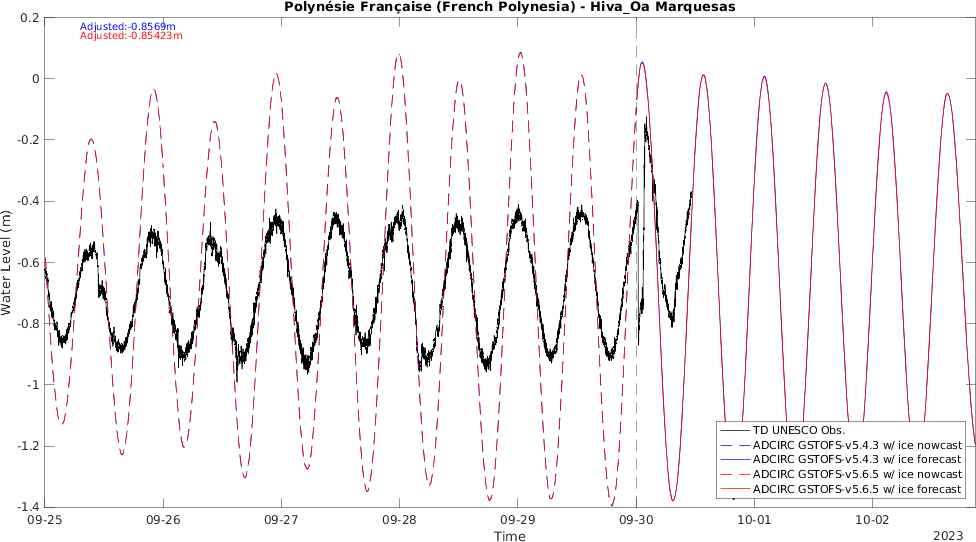 Polynésie Française (French Polynesia) - Hiva_Oa Marquesas
Adjusted:-0.8569m
Adjusted:-0.85423m
0.2
0
-0.2
-0.4
-0.6
-0.8
-1
-1.2
-1.4
Water Level (m)
TD UNESCO Obs.
ADCIRC GSTOFS-v5.4.3 w/ ice nowcast
ADCIRC GSTOFS-v5.4.3 w/ ice forecast
ADCIRC GSTOFS-v5.6.5 w/ ice nowcast
ADCIRC GSTOFS-v5.6.5 w/ ice forecast
09-25 09-26 09-27 09-28 09-29 09-30 10-01 10-02
Time
2023